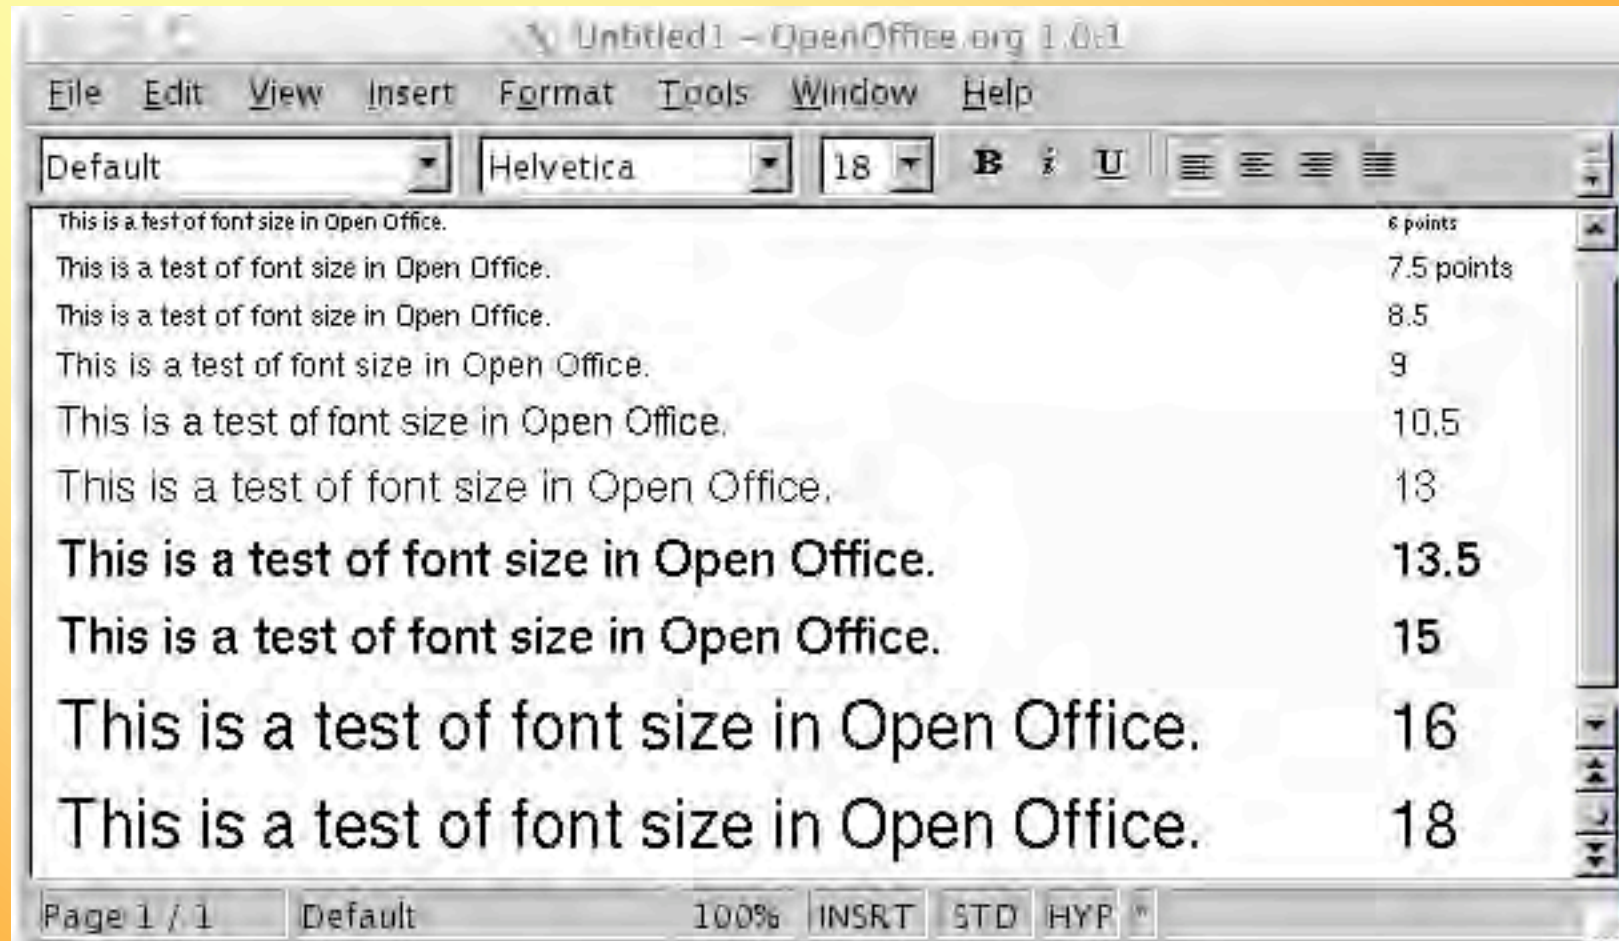 Untitled1 – OpenOffice.org 1.0.1
File Edit View Insert Format Tools Window Help
Default Helvetica 18 B i U
This is a test of font size in Open Office. 6 points
This is a test of font size in Open Office. 7.5 points
This is a test of font size in Open Office. 8.5
This is a test of font size in Open Office. 9
This is a test of font size in Open Office. 10.5
This is a test of font size in Open Office. 13
This is a test of font size in Open Office. 13.5
This is a test of font size in Open Office. 15
This is a test of font size in Open Office. 16
This is a test of font size in Open Office. 18
Page 1 / 1 Default 100% INSRT STD HYP *